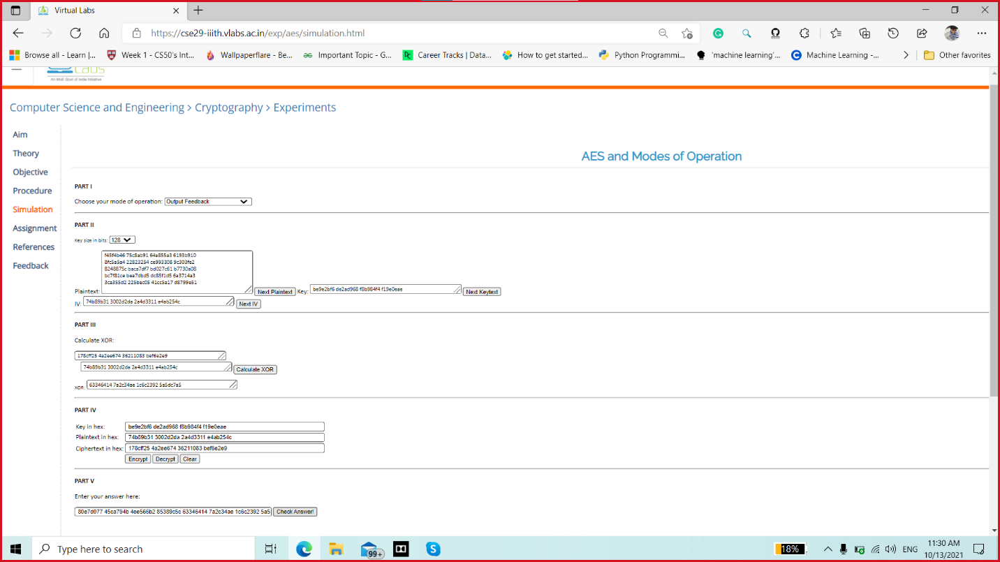 Virtual Labs
https://cse29-iiith.vlabs.ac.in/exp/aes/simulation.html
Browse all - Learn |... Week 1 - CS50's Int... Wallpaperflare - Be... Important Topic - G... Career Tracks | Data... How to get started... Python Programmi... 'machine learning'... Machine Learning -... Other favorites
Labs
An MoE Govt of India Initiative
Computer Science and Engineering > Cryptography > Experiments
Aim
Theory
Objective
Procedure
Simulation
Assignment
References
Feedback
AES and Modes of Operation
PART I
Choose your mode of operation: Output Feedback
PART II
Key size in bits: 128
f45f4b46 75c8ab91 64a855a3 6193b910
8fc5a5a4 22823254 ce993308 9c303fe2
8248875c baca7df7 bd027c61 b7730a08
bc7f81ce bea7dbd5 dc85f1d5 6a3714a3
3ca355d2 225bec05 41cc5a17 d8799e51
Plaintext: Next Plaintext Key: be9e2bf6 de2ad968 f8b984f4 f19e0eae Next Keytext
IV: 74b89b31 3002d2da 2a4d3311 e4ab254c Next IV
PART III
Calculate XOR:
178cff25 4a2ee674 36211083 bef6e2e9
74b89b31 3002d2da 2a4d3311 e4ab254c Calculate XOR
XOR: 63346414 7a2c34ae 1c6c2392 5a5dc7a5
PART IV
Key in hex: be9e2bf6 de2ad968 f8b984f4 f19e0eae
Plaintext in hex: 74b89b31 3002d2da 2a4d3311 e4ab254c
Ciphertext in hex: 178cff25 4a2ee674 36211083 bef6e2e9
Encrypt Decrypt Clear
PART V
Enter your answer here:
80e7d077 45ca794b 4ee566b2 85389c5c 63346414 7a2c34ae 1c6c2392 5a5 Check Answer!
Type here to search
99+
18%
ENG
11:30 AM
10/13/2021